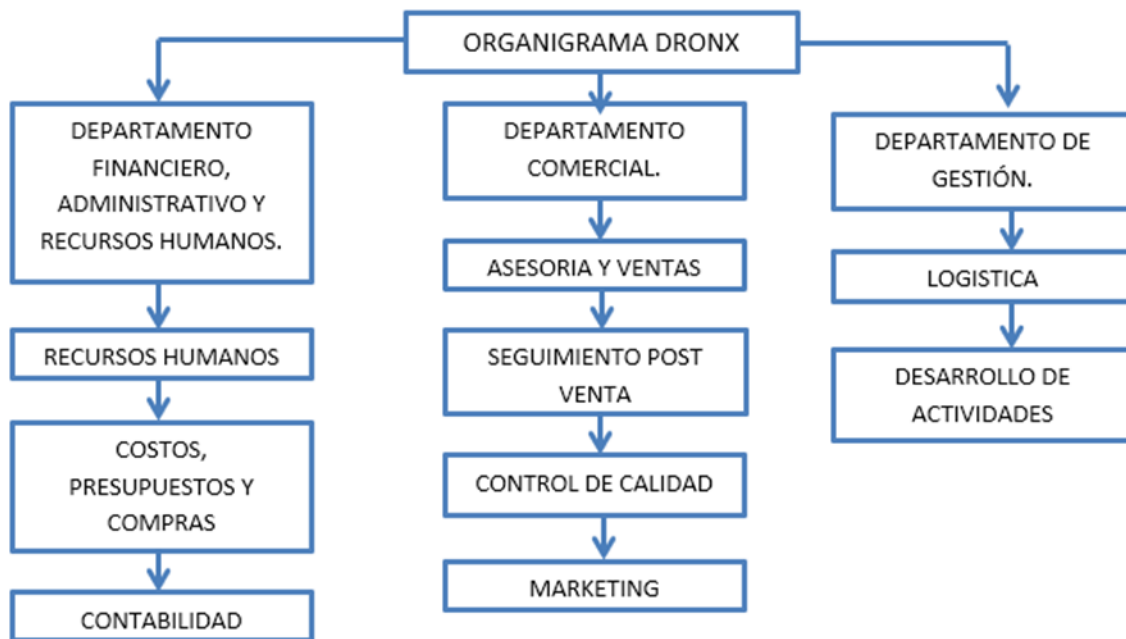 ORGANIGRAMA DRONX
DEPARTAMENTO
FINANCIERO,
ADMINISTRATIVO Y
RECURSOS HUMANOS.
RECURSOS HUMANOS
COSTOS,
PRESUPUESTOS Y
COMPRAS
CONTABILIDAD
DEPARTAMENTO
COMERCIAL.
ASESORIA Y VENTAS
SEGUIMIENTO POST
VENTA
CONTROL DE CALIDAD
MARKETING
DEPARTAMENTO DE
GESTIÓN.
LOGISTICA
DESARROLLO DE
ACTIVIDADES